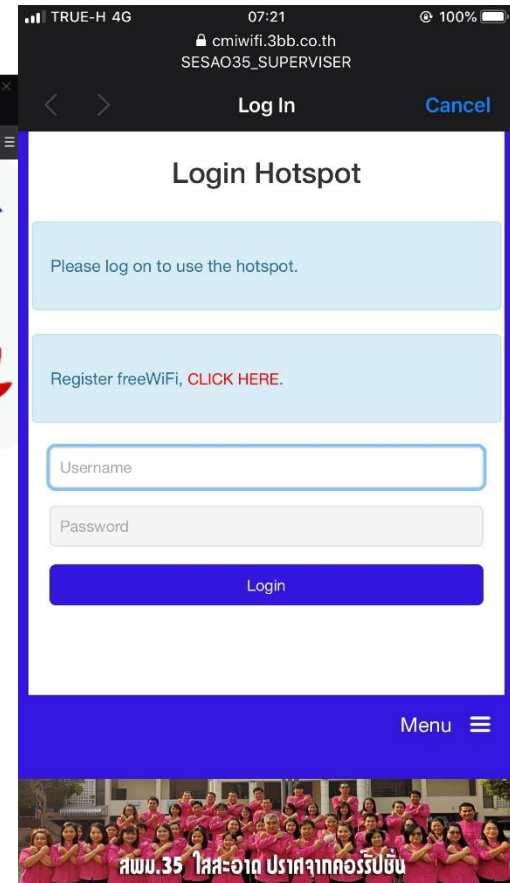 TRUE-H 4G 07:21 100%
cmiwifi.3bb.co.th
SESAO35_SUPERVISER
Log In Cancel
Login Hotspot
Please log on to use the hotspot.
Register freeWiFi, CLICK HERE.
Username
Password
Login
Menu
สพม.35 ใสสะอาด ปราศจากคอร์รัปชั่น